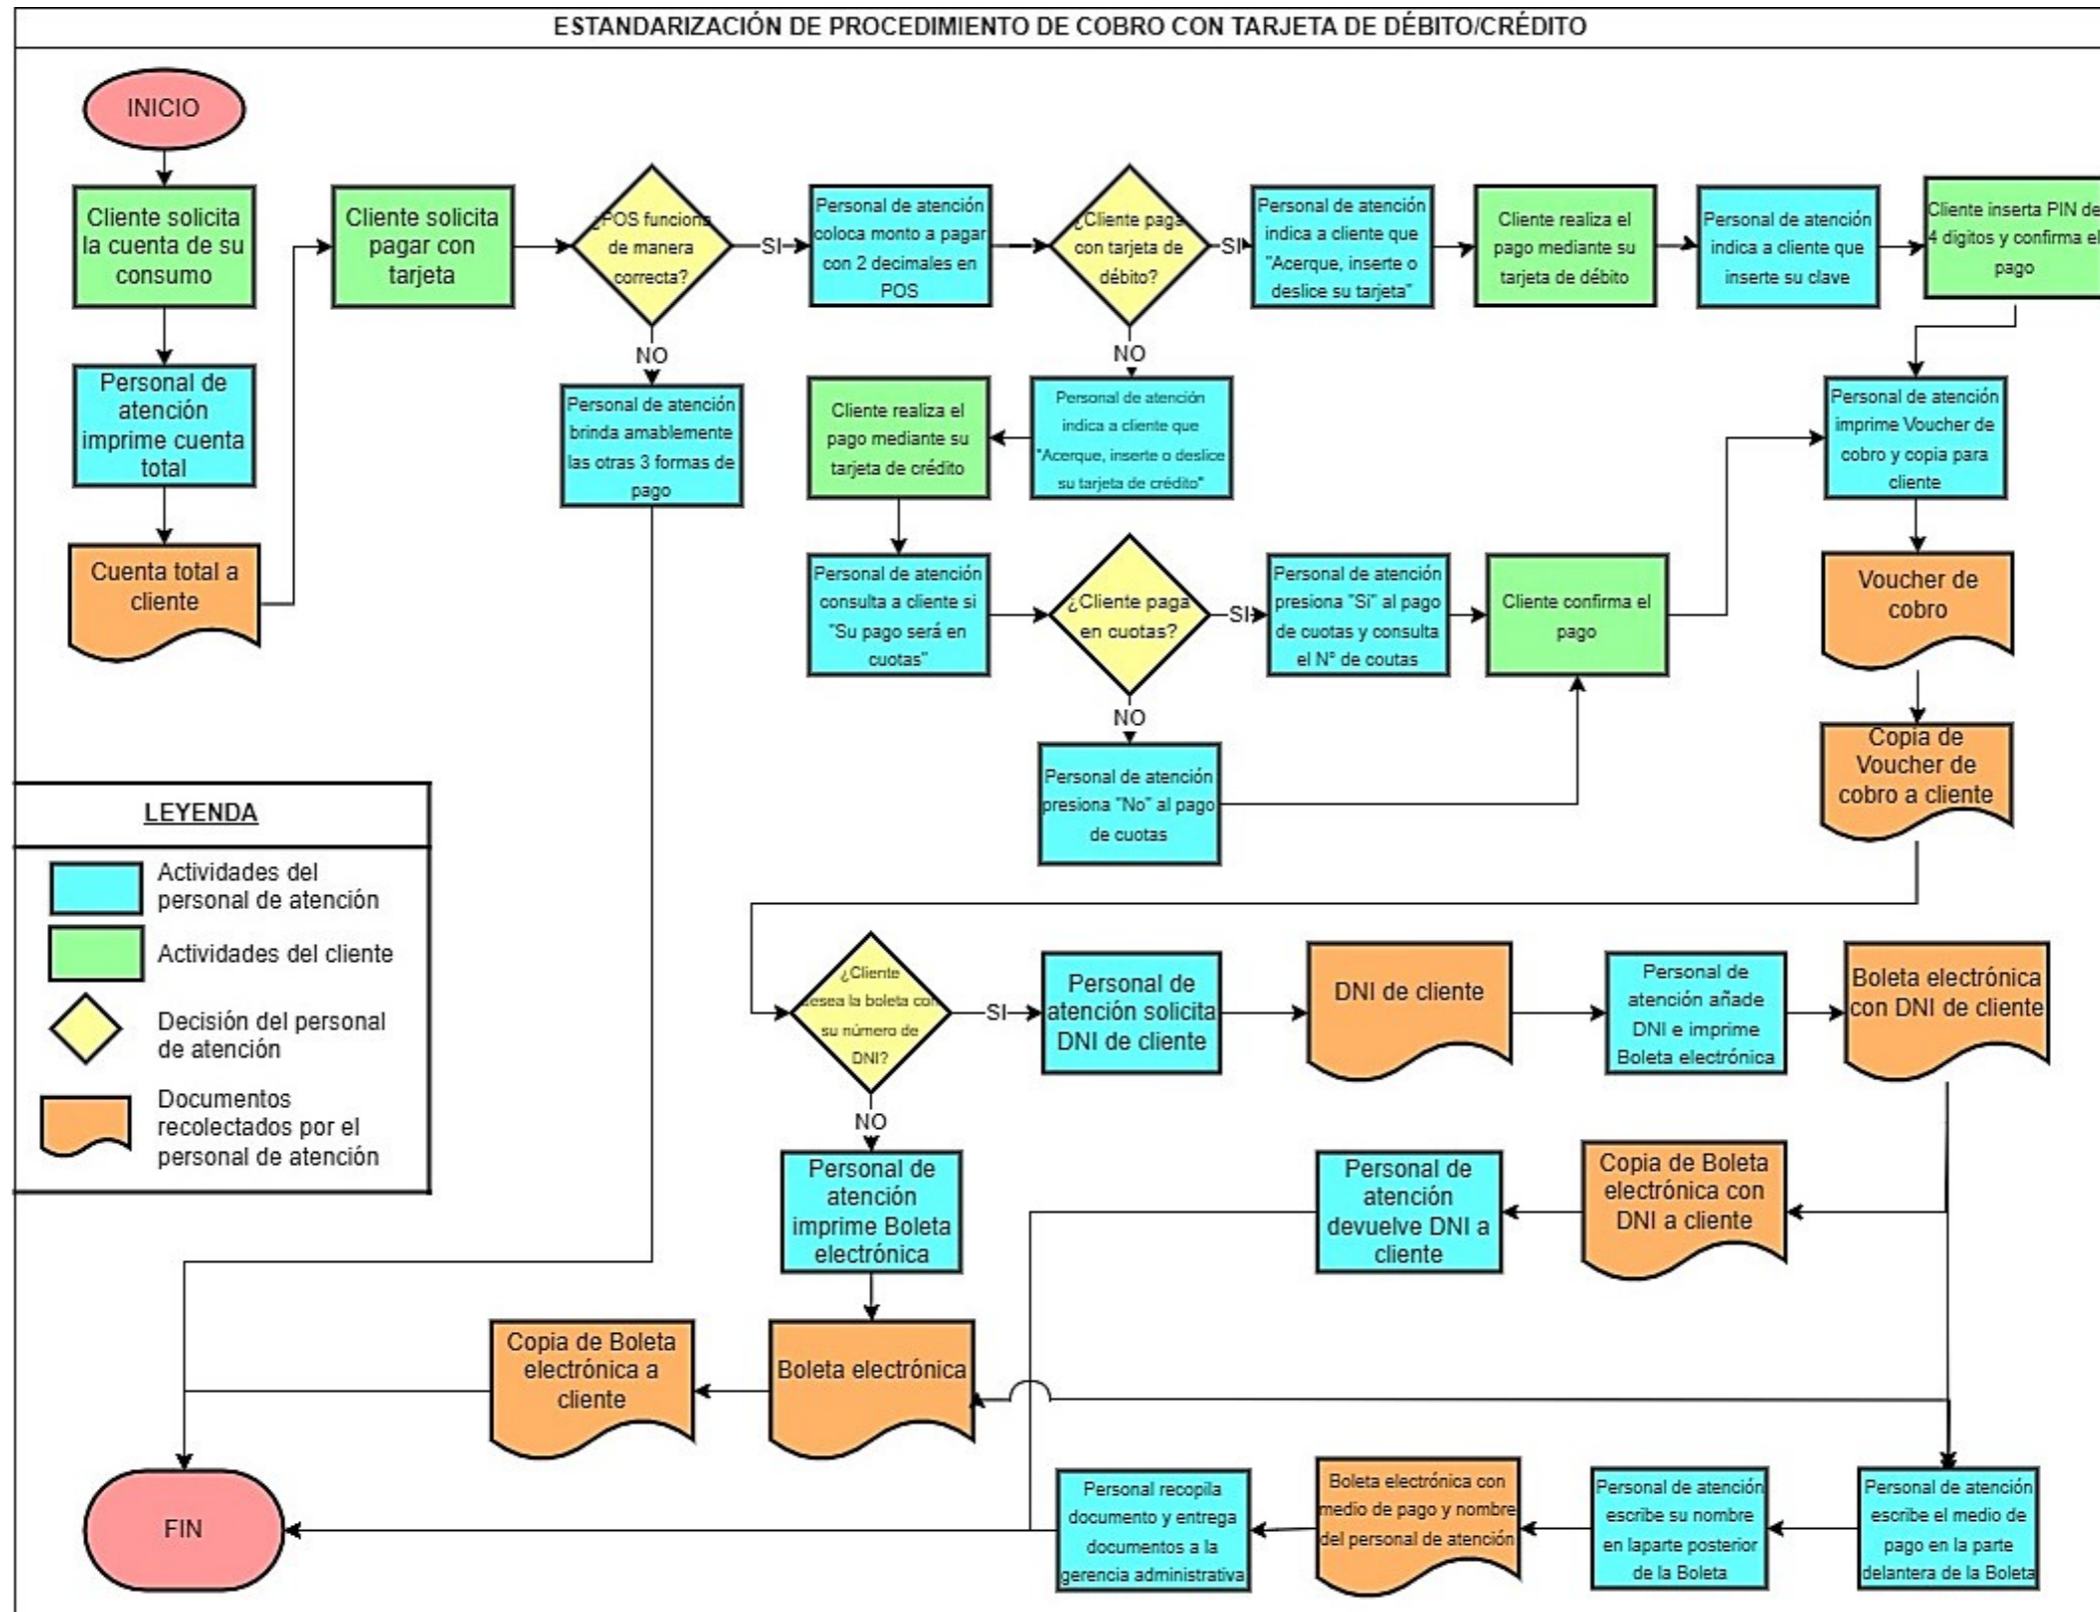 ESTANDARIZACIÓN DE PROCEDIMIENTO DE COBRO CON TARJETA DE DÉBITO/CRÉDITO
INICIO
Cliente solicita
la cuenta de su
consumo
Personal de
atención
imprime cuenta
total
Cuenta total a
cliente
Cliente solicita
pagar con
tarjeta
¿POS funciona
de manera
correcta?
SI
NO
Personal de atención
brinda amablemente
las otras 3 formas de
pago
Personal de atención
coloca monto a pagar
con 2 decimales en
POS
¿Cliente paga
con tarjeta de
débito?
SI
NO
Personal de atención
indica a cliente que
"Acerque, inserte o
deslice su tarjeta"
Cliente realiza el
pago mediante su
tarjeta de débito
Personal de atención
indica a cliente que
inserte su clave
Cliente inserta PIN de
4 digitos y confirma el
pago
Personal de atención
indica a cliente que
"Acerque, inserte o deslice
su tarjeta de crédito"
Cliente realiza el
pago mediante su
tarjeta de crédito
Personal de atención
consulta a cliente si
"Su pago será en
cuotas"
¿Cliente paga
en cuotas?
SI
NO
Personal de atención
presiona "Si" al pago
de cuotas y consulta
el N° de coutas
Cliente confirma el
pago
Personal de atención
presiona "No" al pago
de cuotas
Personal de atención
imprime Voucher de
cobro y copia para
cliente
Voucher de
cobro
Copia de
Voucher de
cobro a cliente
LEYENDA
Actividades del
personal de atención
Actividades del cliente
Decisión del personal
de atención
Documentos
recolectados por el
personal de atención
¿Cliente
desea la boleta con
su número de
DNI?
SI
NO
Personal de
atención solicita
DNI de cliente
DNI de cliente
Personal de
atención añade
DNI e imprime
Boleta electrónica
Boleta electrónica
con DNI de cliente
Copia de Boleta
electrónica con
DNI a cliente
Personal de
atención
devuelve DNI a
cliente
Personal de
atención
imprime Boleta
electrónica
Boleta electrónica
Copia de Boleta
electrónica a
cliente
Personal de atención
escribe el medio de
pago en la parte
delantera de la Boleta
Personal de atención
escribe su nombre
en laparte posterior
de la Boleta
Boleta electrónica con
medio de pago y nombre
del personal de atención
Personal recopila
documento y entrega
documentos a la
gerencia administrativa
FIN